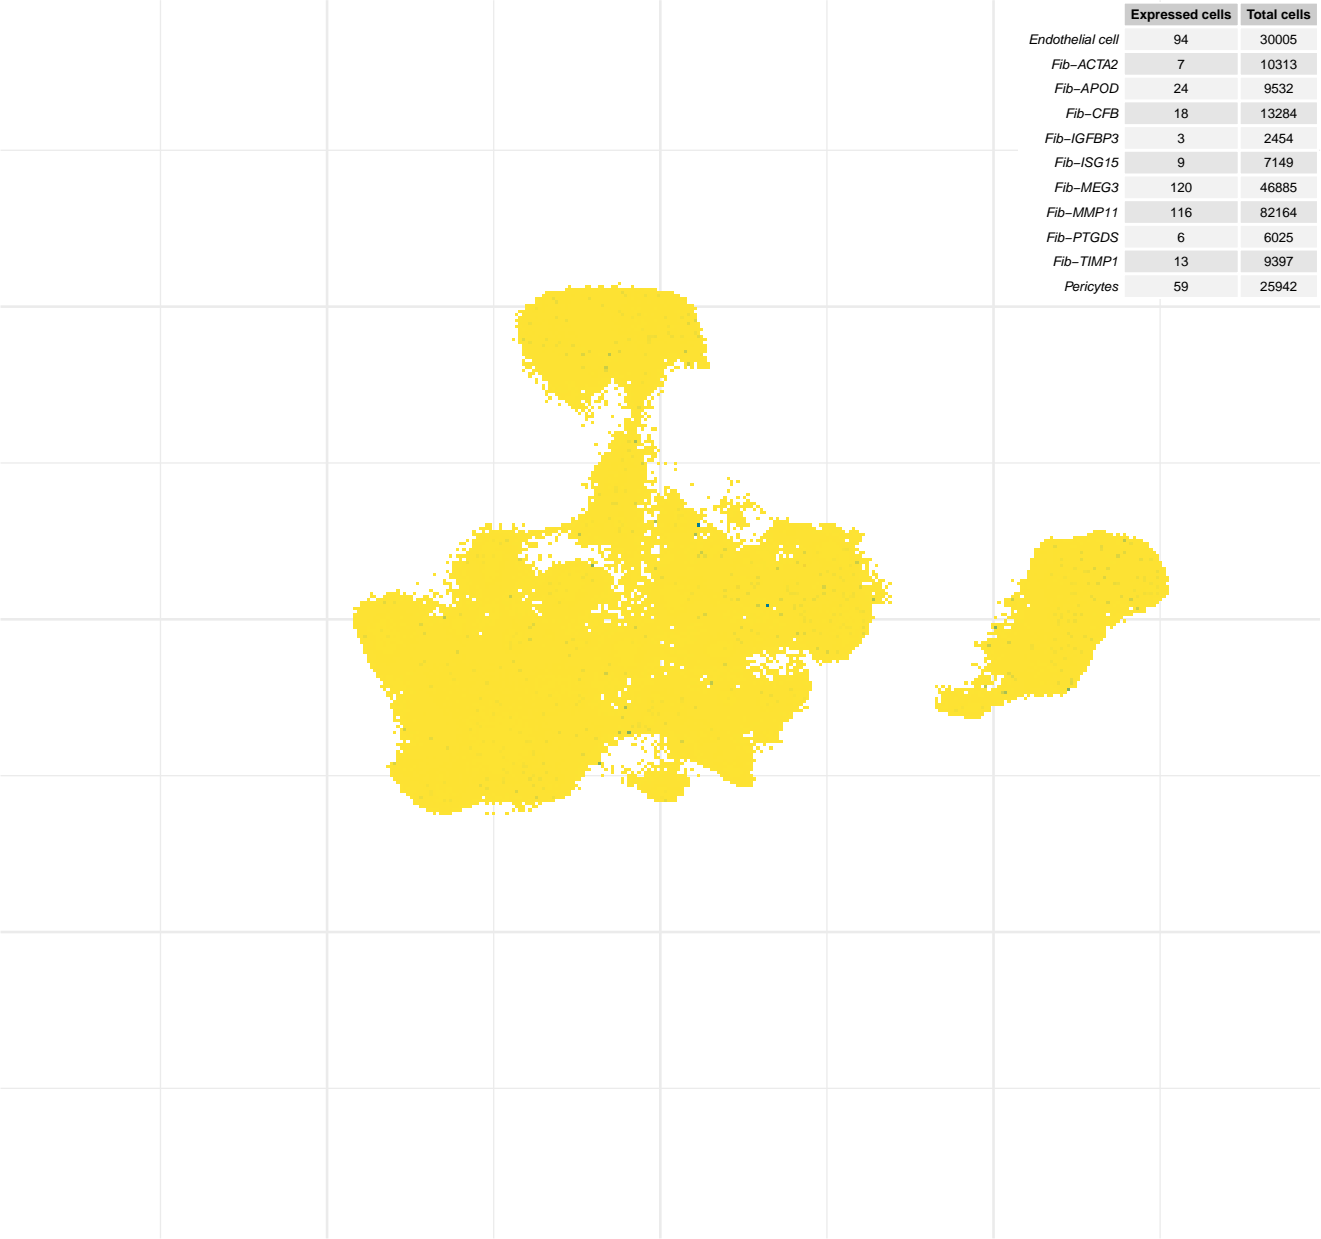 Expressed cells Total cells
Endothelial cell 94 30005
Fib−ACTA2 7 10313
Fib−APOD 24 9532
Fib−CFB 18 13284
Fib−IGFBP3 3 2454
Fib−ISG15 9 7149
Fib−MEG3 120 46885
Fib−MMP11 116 82164
Fib−PTGDS 6 6025
Fib−TIMP1 13 9397
Pericytes 59 25942